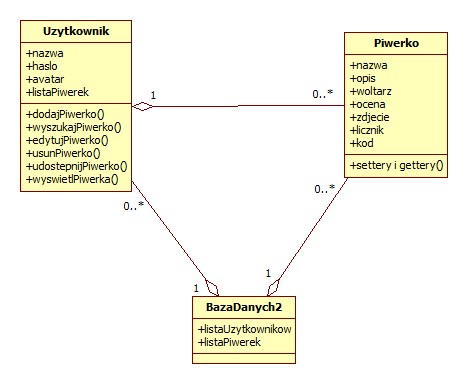 Uzytkownik
+nazwa
+haslo
+avatar
+listaPiwerek
+dodajPiwerko()
+wyszukajPiwerko()
+edytujPiwerko()
+usunPiwerko()
+udostepnijPiwerko()
+wyswietlPiwerka()
Piwerko
+nazwa
+opis
+woltarz
+ocena
+zdjecie
+licznik
+kod
+settery i gettery()
1
0..*
0..*
0..*
1
1
BazaDanych2
+listaUzytkownikow
+listaPiwerek